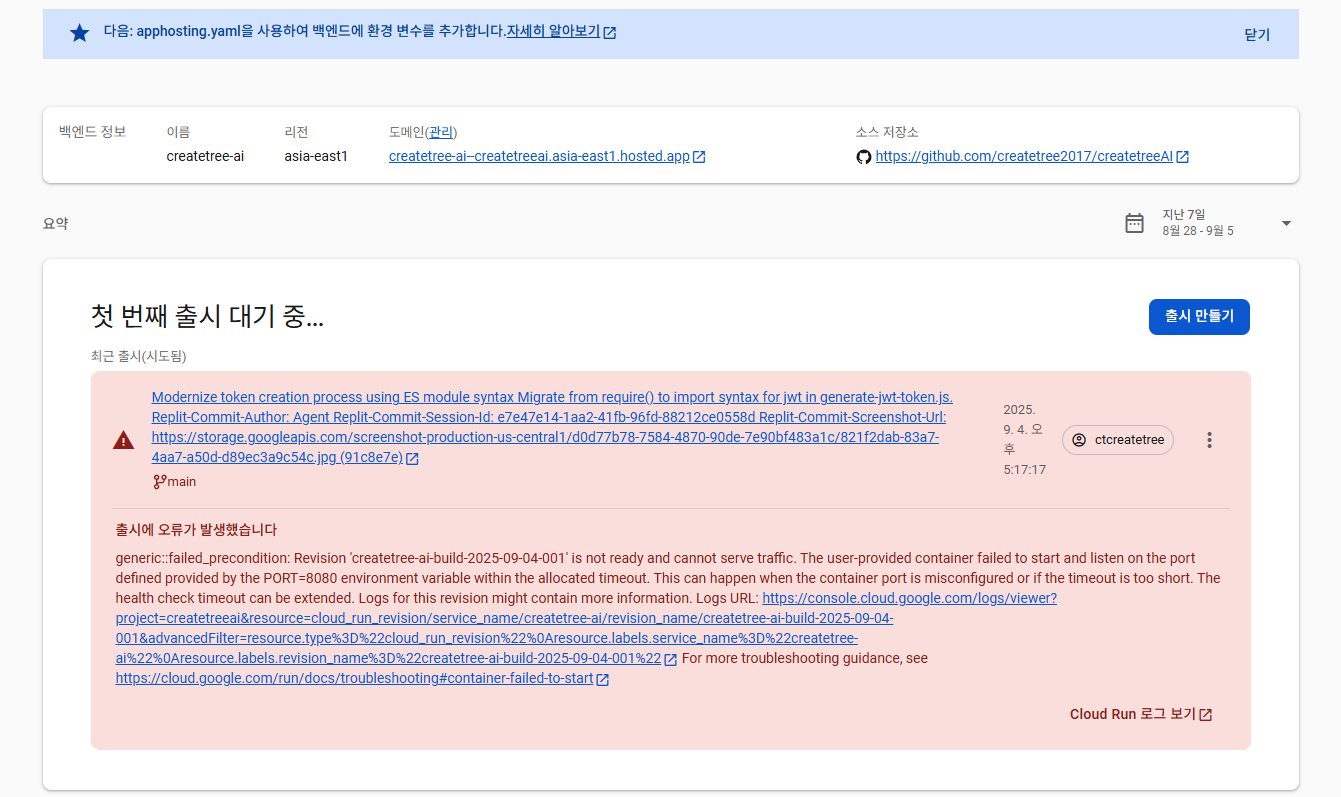 다음: apphosting.yaml을 사용하여 백엔드에 환경 변수를 추가합니다.자세히 알아보기
닫기
백엔드 정보
이름
createtree-ai
리전
asia-east1
도메인(관리)
createtree-ai--createtreeai.asia-east1.hosted.app
소스 저장소
https://github.com/createtree2017/createtreeAI
요약
지난 7일
8월 28 - 9월 5
첫 번째 출시 대기 중...
출시 만들기
최근 출시(시도됨)
Modernize token creation process using ES module syntax Migrate from require() to import syntax for jwt in generate-jwt-token.js.
Replit-Commit-Author: Agent Replit-Commit-Session-Id: e7e47e14-1aa2-41fb-96fd-88212ce0558d Replit-Commit-Screenshot-Url:
https://storage.googleapis.com/screenshot-production-us-central1/d0d77b78-7584-4870-90de-7e90bf483a1c/821f2dab-83a7-
4aa7-a50d-d89ec3a9c54c.jpg (91c8e7e)
main
2025.
9. 4. 오
후
5:17:17
ctcreatetree
출시에 오류가 발생했습니다
generic::failed_precondition: Revision 'createtree-ai-build-2025-09-04-001' is not ready and cannot serve traffic. The user-provided container failed to start and listen on the port
defined provided by the PORT=8080 environment variable within the allocated timeout. This can happen when the container port is misconfigured or if the timeout is too short. The
health check timeout can be extended. Logs for this revision might contain more information. Logs URL: https://console.cloud.google.com/logs/viewer?
project=createtreeai&resource=cloud_run_revision/service_name/createtree-ai/revision_name/createtree-ai-build-2025-09-04-
001&advancedFilter=resource.type%3D%22cloud_run_revision%22%0Aresource.labels.service_name%3D%22createtree-
ai%22%0Aresource.labels.revision_name%3D%22createtree-ai-build-2025-09-04-001%22 For more troubleshooting guidance, see
https://cloud.google.com/run/docs/troubleshooting#container-failed-to-start
Cloud Run 로그 보기